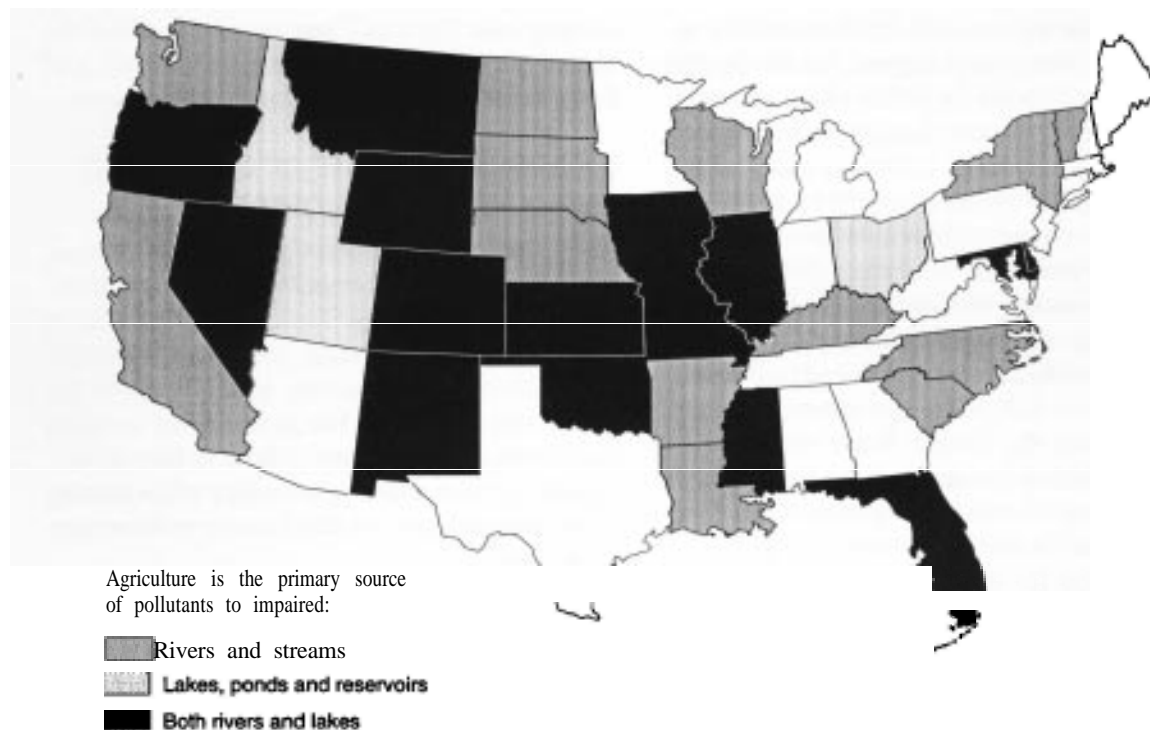 Agriculture is the primary source
of pollutants to impaired:
Rivers and streams
Lakes, ponds and reservoirs
Both rivers and lakes